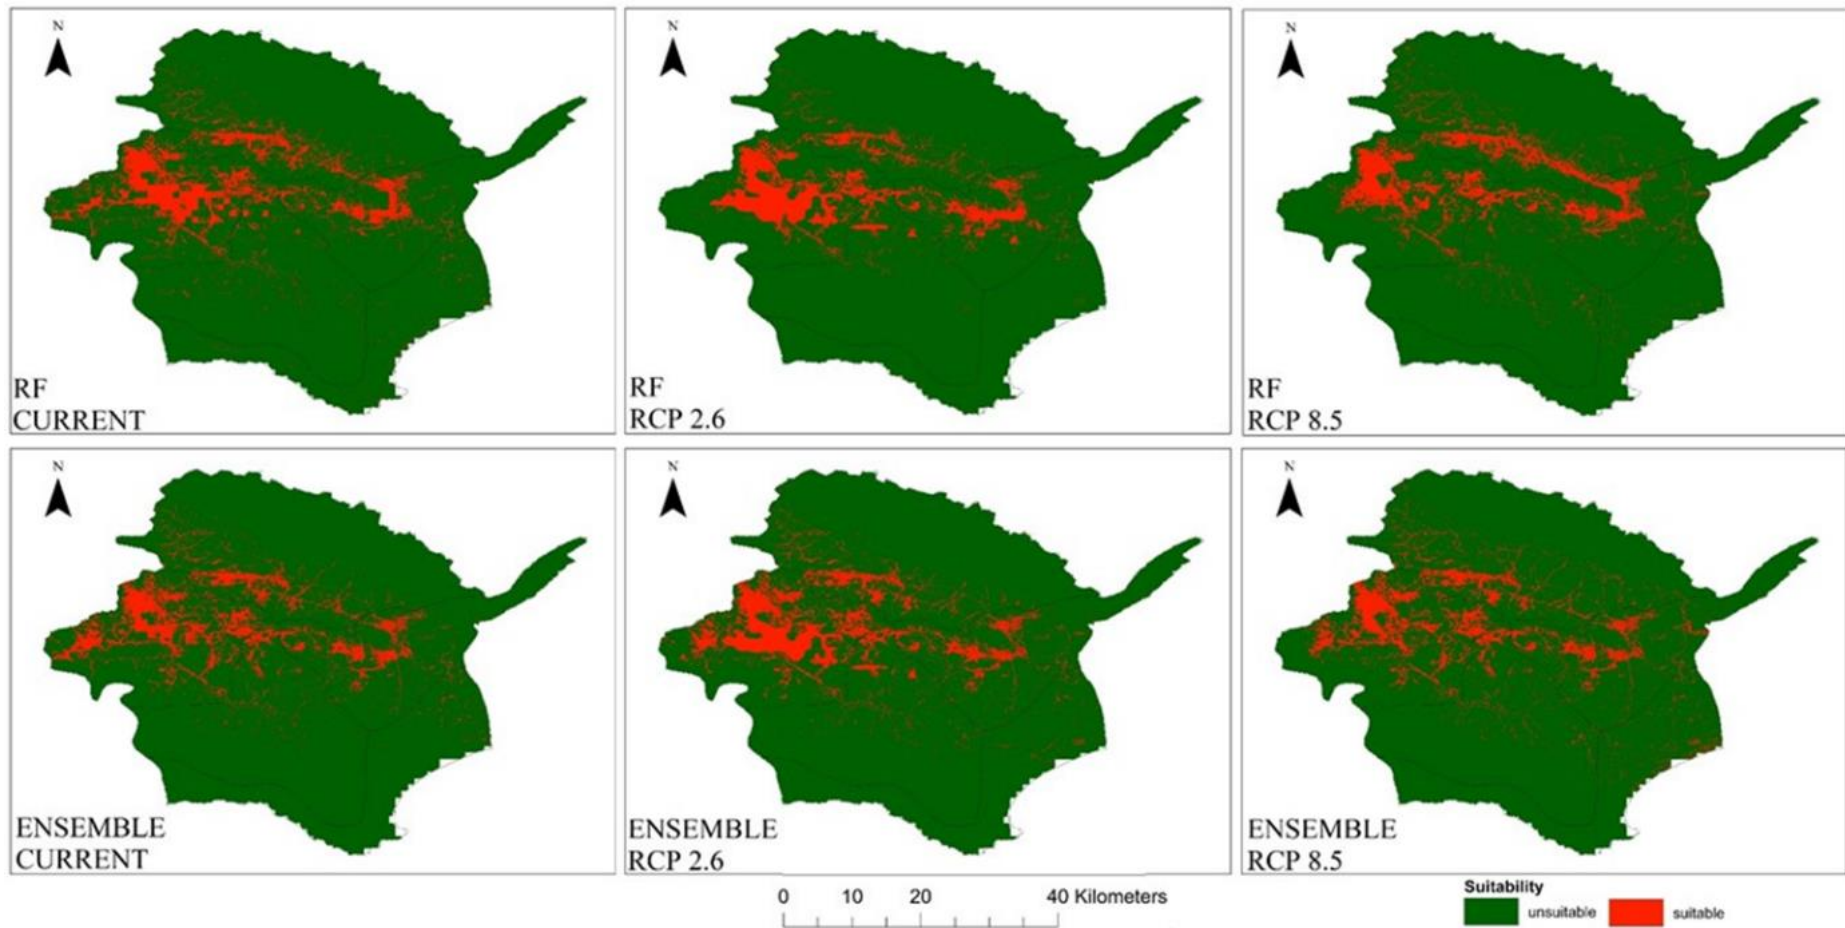 N
N
N
RF
CURRENT
RF
RCP 2.6
RF
RCP 8.5
N
N
N
ENSEMBLE
CURRENT
ENSEMBLE
RCP 2.6
ENSEMBLE
RCP 8.5
0 10 20 40 Kilometers
Suitability
unsuitable suitable